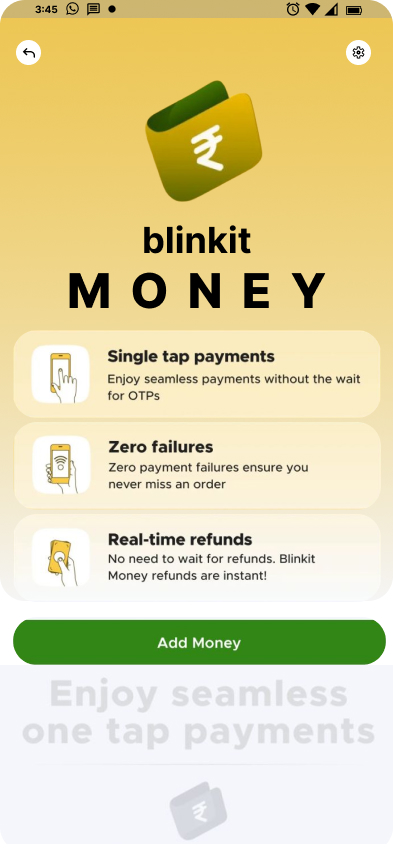 3:45
₹
blinkit
MONEY
Single tap payments
Enjoy seamless payments without the wait
for OTPs
Zero failures
Zero payment failures ensure you
never miss an order
Real-time refunds
No need to wait for refunds. Blinkit
Money refunds are instant!
Add Money
Enjoy seamless
one tap payments
₹